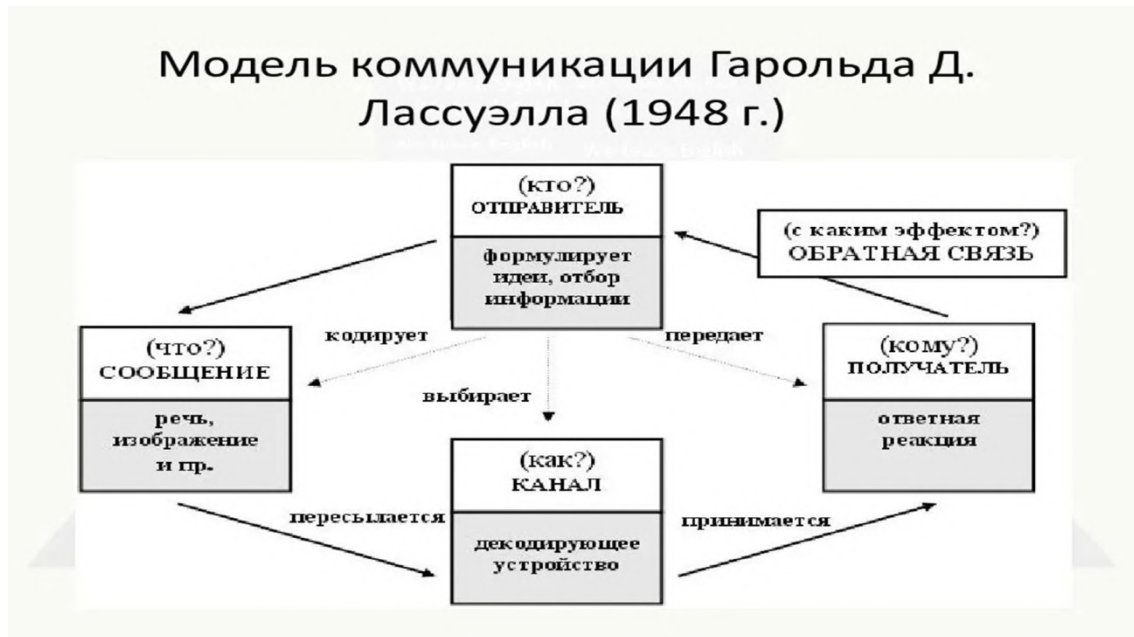 Модель коммуникации Гарольда Д.
Лассуэлла (1948 г.)
(кто?)
ОТПРАВИТЕЛЬ
формулирует
идеи, отбор
информации
(с каким эффектом?)
ОБРАТНАЯ СВЯЗЬ
кодирует
передает
(что?)
СООБЩЕНИЕ
речь,
изображение
и пр.
(кому?)
ПОЛУЧАТЕЛЬ
ответная
реакция
выбирает
(как?)
КАНАЛ
декодирующее
устройство
пересылается
принимается